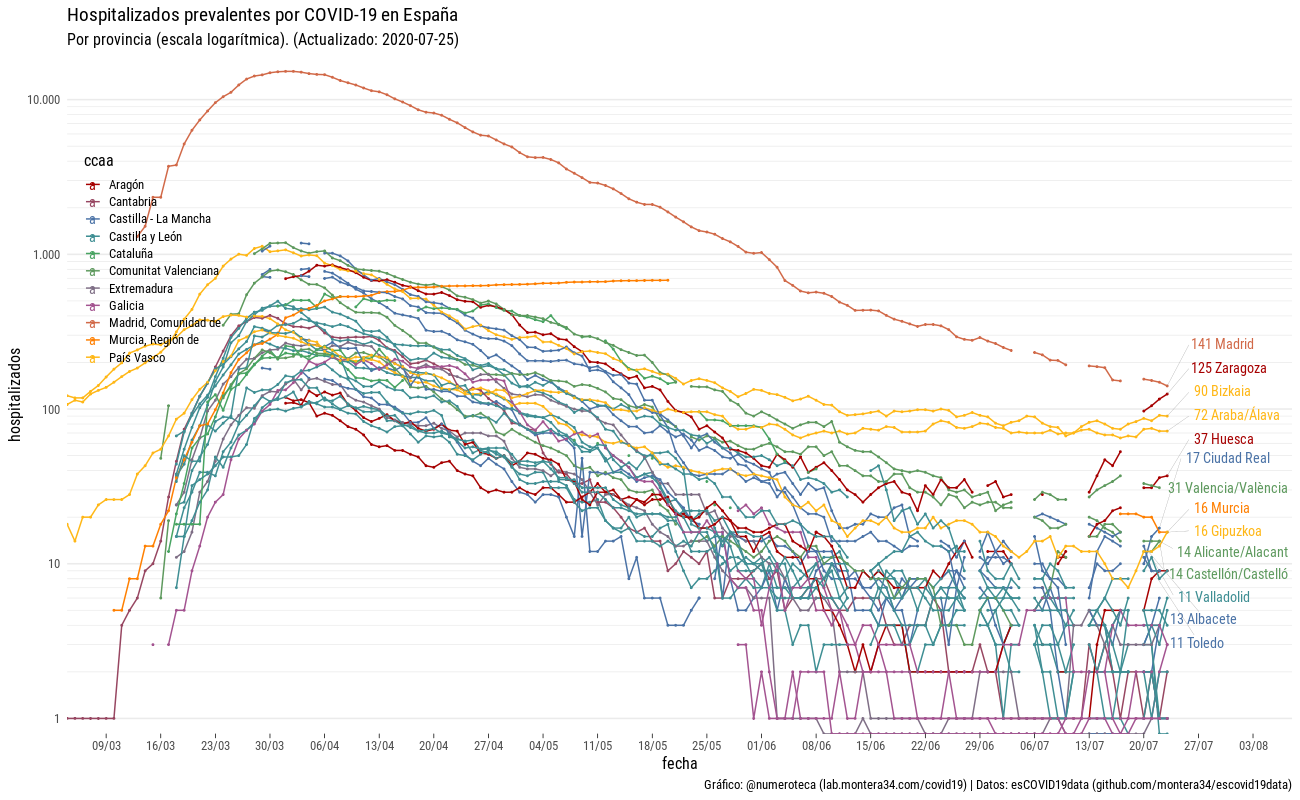 Hospitalizados prevalentes por COVID-19 en España
Por provincia (escala logarítmica). (Actualizado: 2020-07-25)
hospitalizados
10.000
1.000
100
10
1
ccaa
Aragón
Cantabria
Castilla - La Mancha
Castilla y León
Cataluña
Comunitat Valenciana
Extremadura
Galicia
Madrid, Comunidad de
Murcia, Región de
País Vasco
141 Madrid
125 Zaragoza
90 Bizkaia
72 Araba/Álava
37 Huesca
17 Ciudad Real
31 Valencia/València
16 Murcia
16 Gipuzkoa
14 Alicante/Alacant
14 Castellón/Castelló
11 Valladolid
13 Albacete
11 Toledo
09/03
16/03
23/03
30/03
06/04
13/04
20/04
27/04
04/05
11/05
18/05
25/05
01/06
08/06
15/06
22/06
29/06
06/07
13/07
20/07
27/07
03/08
fecha
Gráfico: @numeroteca (lab.montera34.com/covid19) | Datos: esCOVID19data (github.com/montera34/escovid19data)